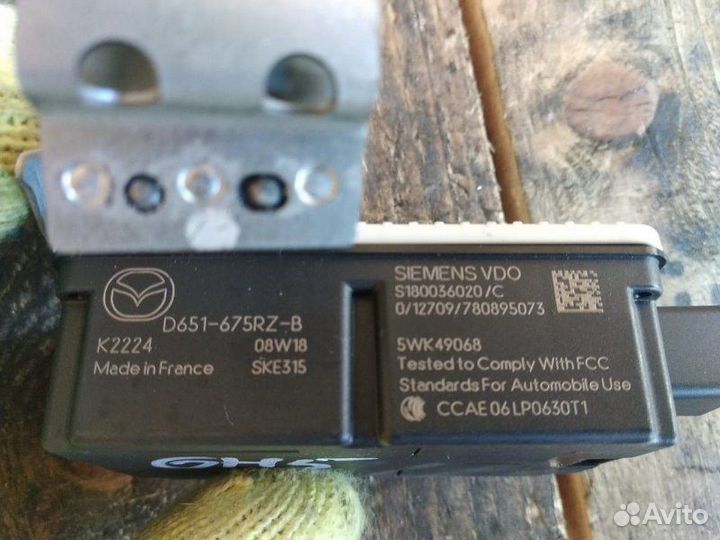 D651-675RZ-B
K2224 08W18
Made in France SKE315
SIEMENS VDO
S180036020/C
0/12709/780895073
5WK49068
Tested to Comply With FCC
Standards For Automobile Use
CCAE06LP0630T1
Avito